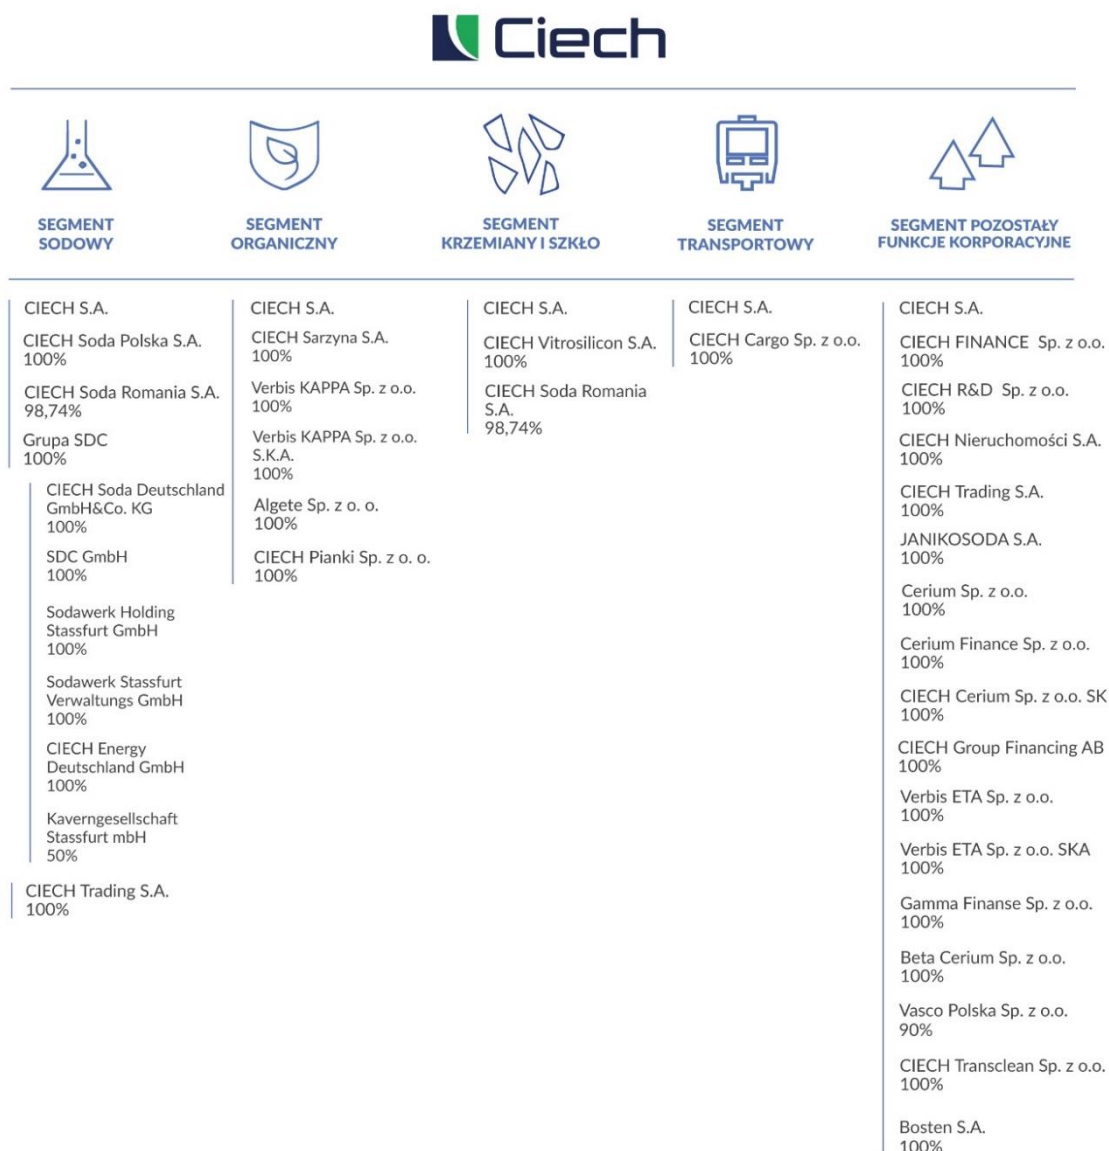 Ciech
SEGMENT
SODOWY
SEGMENT
ORGANICZNY
SEGMENT
KRZEMIANY I SZKŁO
SEGMENT
TRANSPORTOWY
SEGMENT POZOSTAŁY
FUNKCJE KORPORACYJNE
CIECH S.A.
CIECH Soda Polska S.A.
100%
CIECH Soda Romania S.A.
98,74%
Grupa SDC
100%
CIECH Soda Deutschland
GmbH&Co. KG
100%
SDC GmbH
100%
Sodawerk Holding
Stassfurt GmbH
100%
Sodawerk Stassfurt
Verwaltungs GmbH
100%
CIECH Energy
Deutschland GmbH
100%
Kaverngesellschaft
Stassfurt mbH
50%
CIECH Trading S.A.
100%
CIECH S.A.
CIECH Sarzyna S.A.
100%
Verbis KAPPA Sp. z o.o.
100%
Verbis KAPPA Sp. z o.o.
S.K.A.
100%
Algete Sp. z o. o.
100%
CIECH Pianki Sp. z o. o.
100%
CIECH S.A.
CIECH Vitrosilicon S.A.
100%
CIECH Soda Romania
S.A.
98,74%
CIECH S.A.
CIECH Cargo Sp. z o.o.
100%
CIECH S.A.
CIECH FINANCE Sp. z o.o.
100%
CIECH R&D Sp. z o.o.
100%
CIECH Nieruchomości S.A.
100%
CIECH Trading S.A.
100%
JANIKOSODA S.A.
100%
Cerium Sp. z o.o.
100%
Cerium Finance Sp. z o.o.
100%
CIECH Cerium Sp. z o.o. SK
100%
CIECH Group Financing AB
100%
Verbis ETA Sp. z o.o.
100%
Verbis ETA Sp. z o.o. SKA
100%
Gamma Finanse Sp. z o.o.
100%
Beta Cerium Sp. z o.o.
100%
Vasco Polska Sp. z o.o.
90%
CIECH Transclean Sp. z o.o.
100%
Bosten S.A.
100%